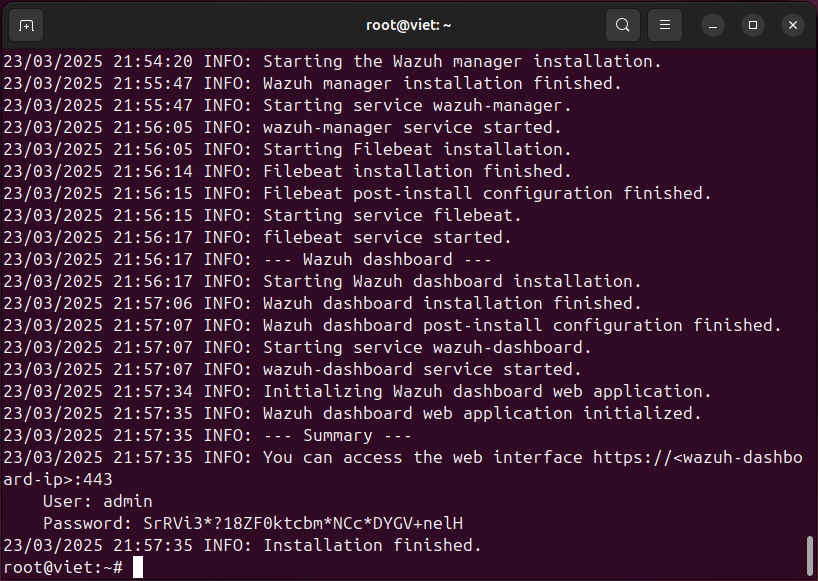 root@viet: ~
23/03/2025 21:54:20 INFO: Starting the Wazuh manager installation.
23/03/2025 21:55:47 INFO: Wazuh manager installation finished.
23/03/2025 21:55:47 INFO: Starting service wazuh-manager.
23/03/2025 21:56:05 INFO: wazuh-manager service started.
23/03/2025 21:56:05 INFO: Starting Filebeat installation.
23/03/2025 21:56:14 INFO: Filebeat installation finished.
23/03/2025 21:56:15 INFO: Filebeat post-install configuration finished.
23/03/2025 21:56:15 INFO: Starting service filebeat.
23/03/2025 21:56:17 INFO: filebeat service started.
23/03/2025 21:56:17 INFO: --- Wazuh dashboard ---
23/03/2025 21:56:17 INFO: Starting Wazuh dashboard installation.
23/03/2025 21:57:06 INFO: Wazuh dashboard installation finished.
23/03/2025 21:57:07 INFO: Wazuh dashboard post-install configuration finished.
23/03/2025 21:57:07 INFO: Starting service wazuh-dashboard.
23/03/2025 21:57:07 INFO: wazuh-dashboard service started.
23/03/2025 21:57:34 INFO: Initializing Wazuh dashboard web application.
23/03/2025 21:57:35 INFO: Wazuh dashboard web application initialized.
23/03/2025 21:57:35 INFO: --- Summary ---
23/03/2025 21:57:35 INFO: You can access the web interface https://<wazuh-dashbo
ard-ip>:443
    User: admin
    Password: SrRVi3*?18ZF0ktcbm*NCc*DYGV+nelH
23/03/2025 21:57:35 INFO: Installation finished.
root@viet:~#